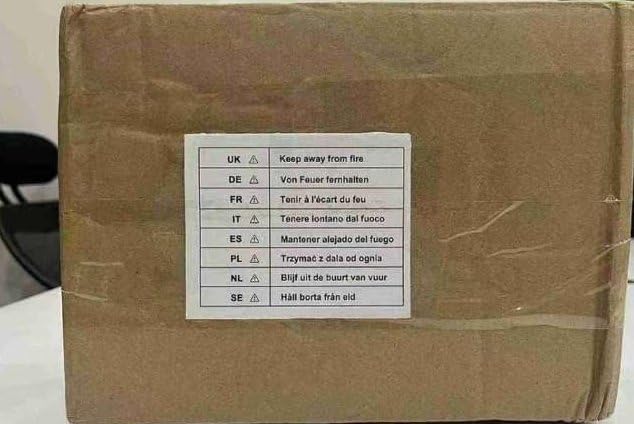 UK ⚠ Keep away from fire
DE ⚠ Von Feuer fernhalten
FR ⚠ Tenir à l'écart du feu
IT ⚠ Tenere lontano dal fuoco
ES ⚠ Mantener alejado del fuego
PL ⚠ Trzymać z dala od ognia
NL ⚠ Blijf uit de buurt van vuur
SE ⚠ Håll borta från eld